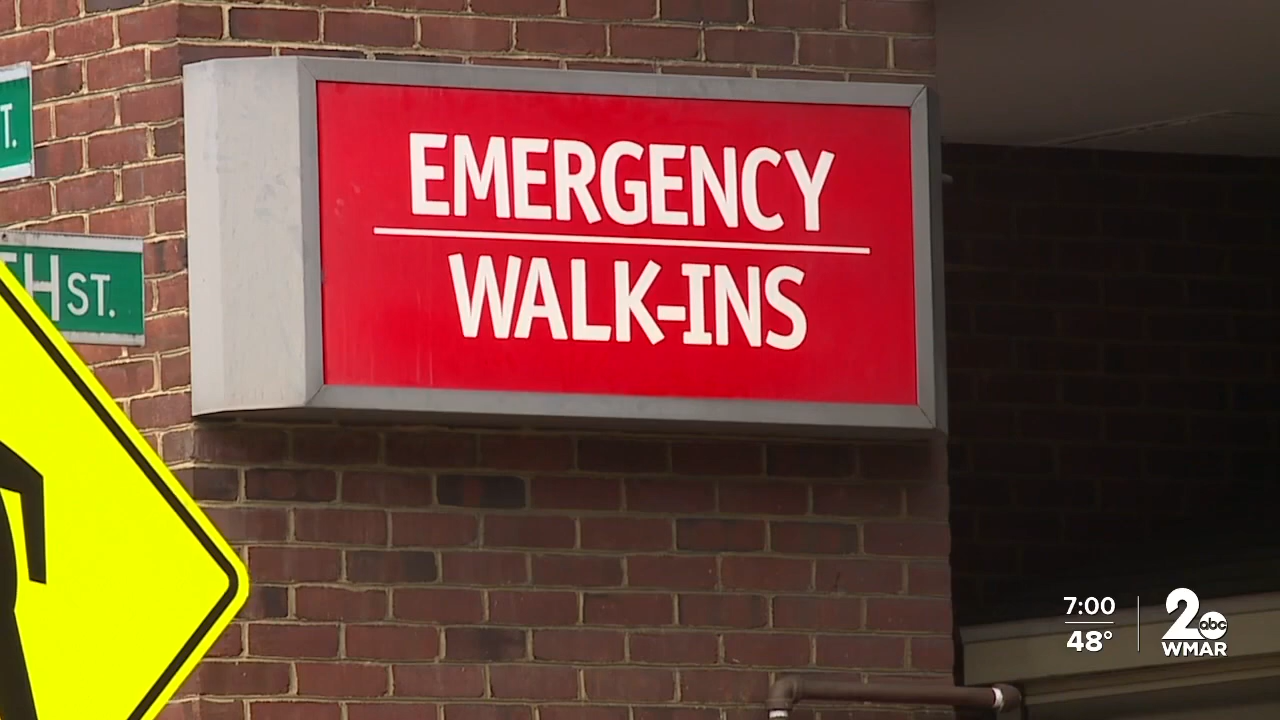 T.
EMERGENCY
WALK-INS
H ST.
7:00
48°
2 abc
WMAR